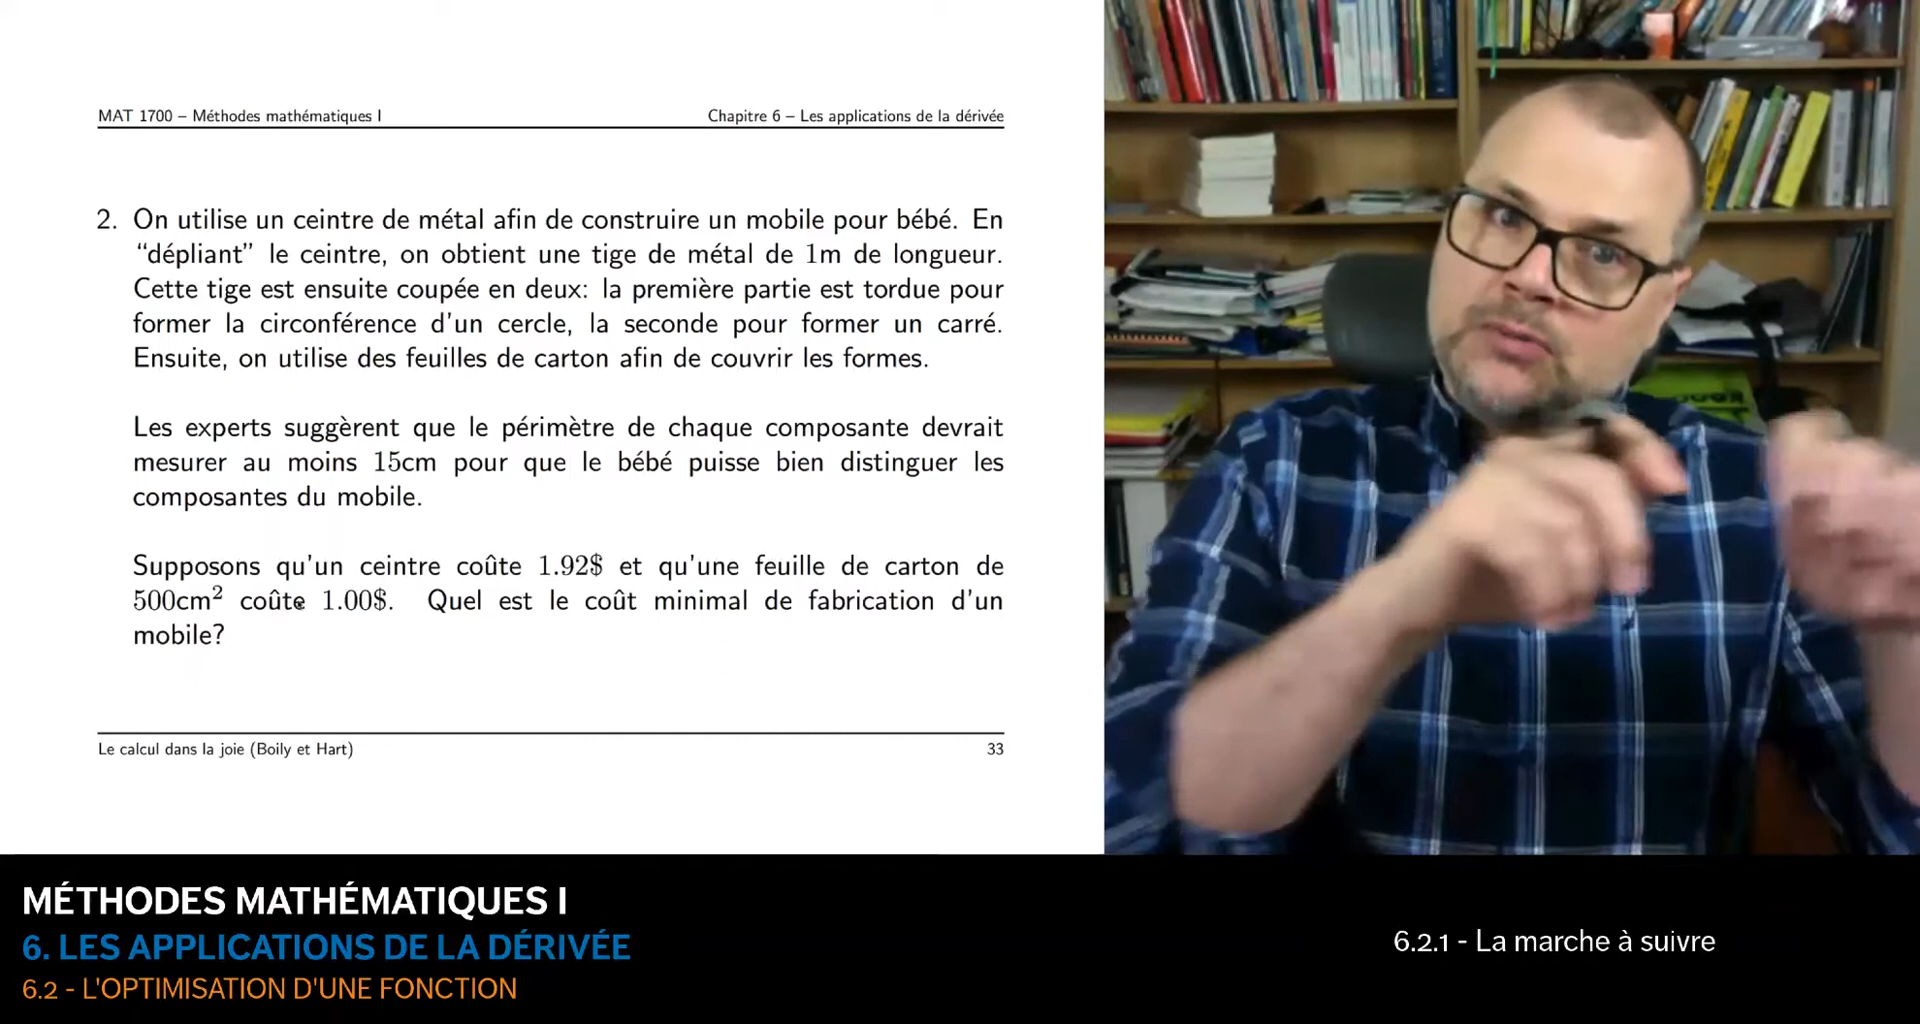 MAT 1700 – Méthodes mathématiques I
Chapitre 6 – Les applications de la dérivée
2. On utilise un ceintre de métal afin de construire un mobile pour bébé. En
“dépliant” le ceintre, on obtient une tige de métal de 1m de longueur.
Cette tige est ensuite coupée en deux: la première partie est tordue pour
former la circonférence d'un cercle, la seconde pour former un carré.
Ensuite, on utilise des feuilles de carton afin de couvrir les formes.
Les experts suggèrent que le périmètre de chaque composante devrait
mesurer au moins 15cm pour que le bébé puisse bien distinguer les
composantes du mobile.
Supposons qu'un ceintre coûte 1.92$ et qu'une feuille de carton de
500cm² coûte 1.00$. Quel est le coût minimal de fabrication d'un
mobile?
Le calcul dans la joie (Boily et Hart)
33
MÉTHODES MATHÉMATIQUES I
6. LES APPLICATIONS DE LA DÉRIVÉE
6.2 - L'OPTIMISATION D'UNE FONCTION
6.2.1 - La marche à suivre